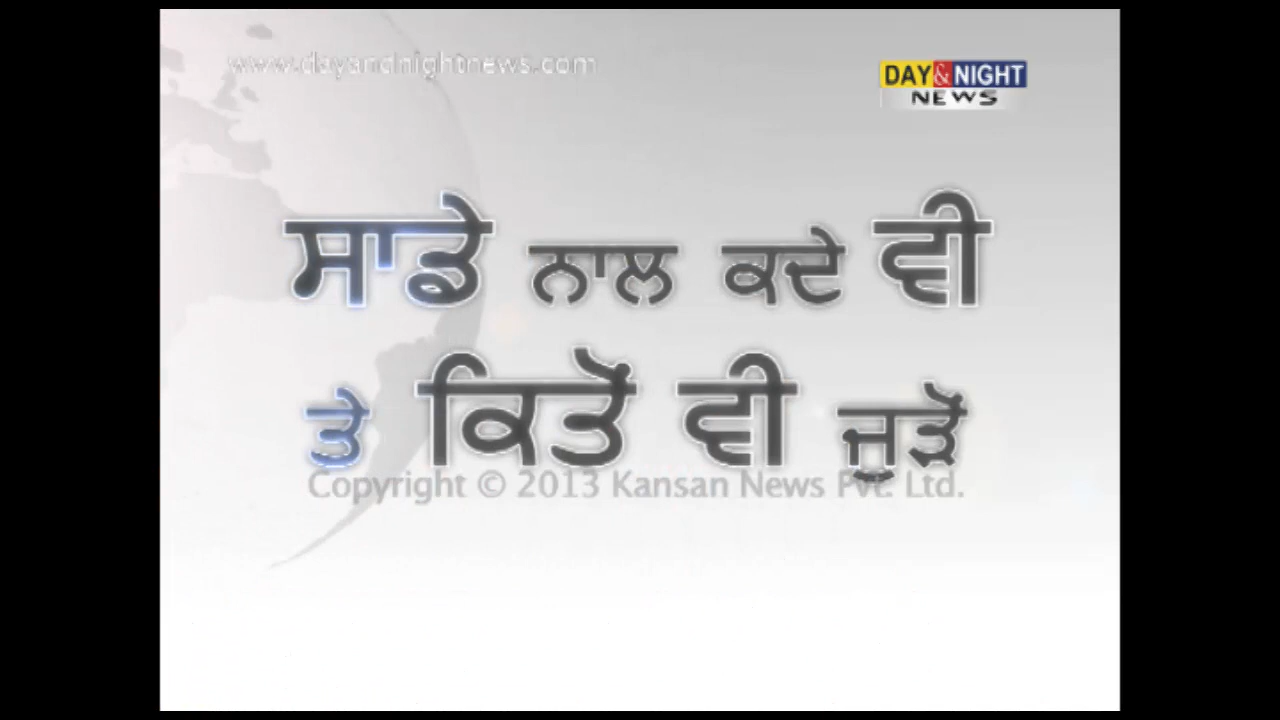 www.dayandnightnews.com
DAY&NIGHT
NEWS
ਸਾਡੇ ਨਾਲ ਕਦੇ ਵੀ
ਤੇ ਕਿਤੋਂ ਵੀ ਜੁੜੋਂ
Copyright © 2013 Kansan News Pvt. Ltd.